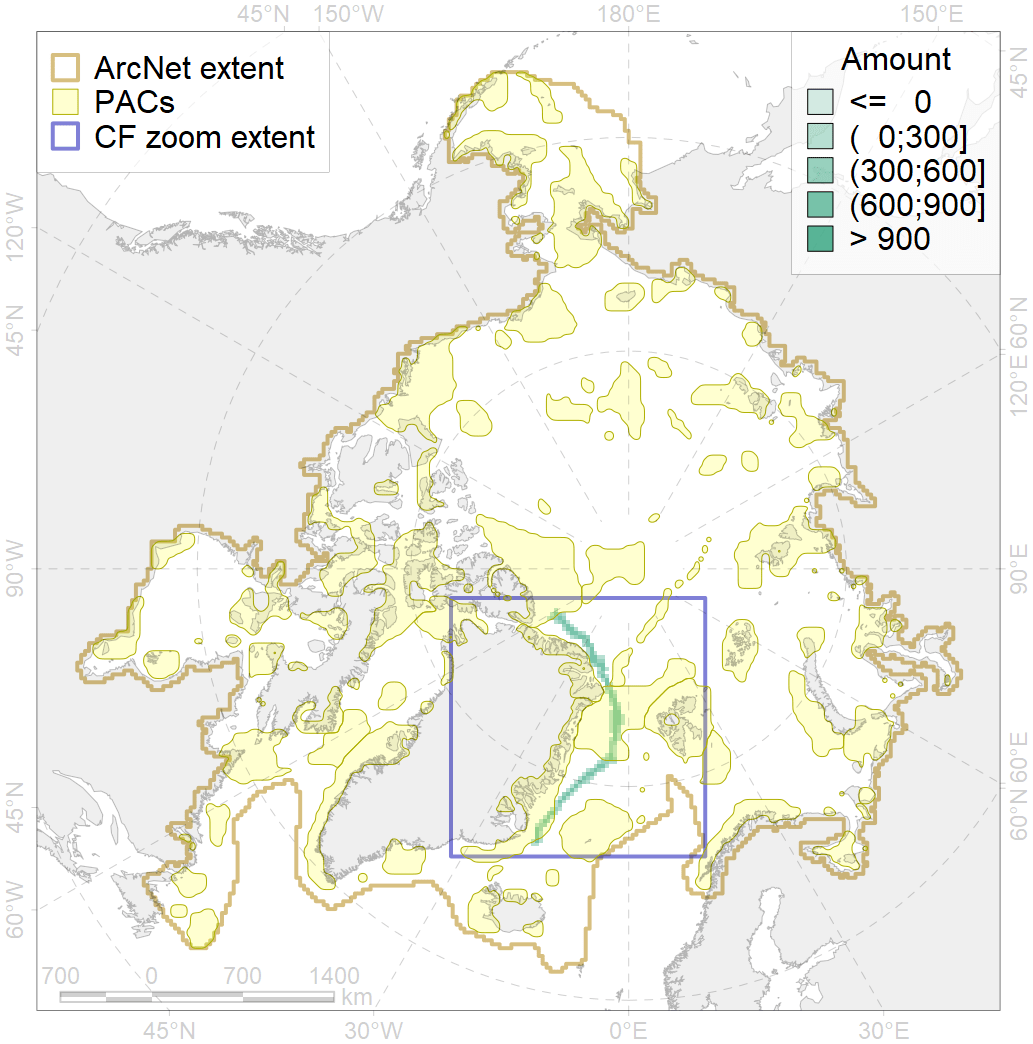 45°N 150°W 180°E 150°E
ArcNet extent
PACs
CF zoom extent
Amount
<= 0
( 0;300]
(300;600]
(600;900]
> 900
45°N
120°W
60°N
45°N
120°E
90°W
90°E
45°N
60°E
60°N
60°W
700 0 700 1400
km
45°N 30°W 0°E 30°E